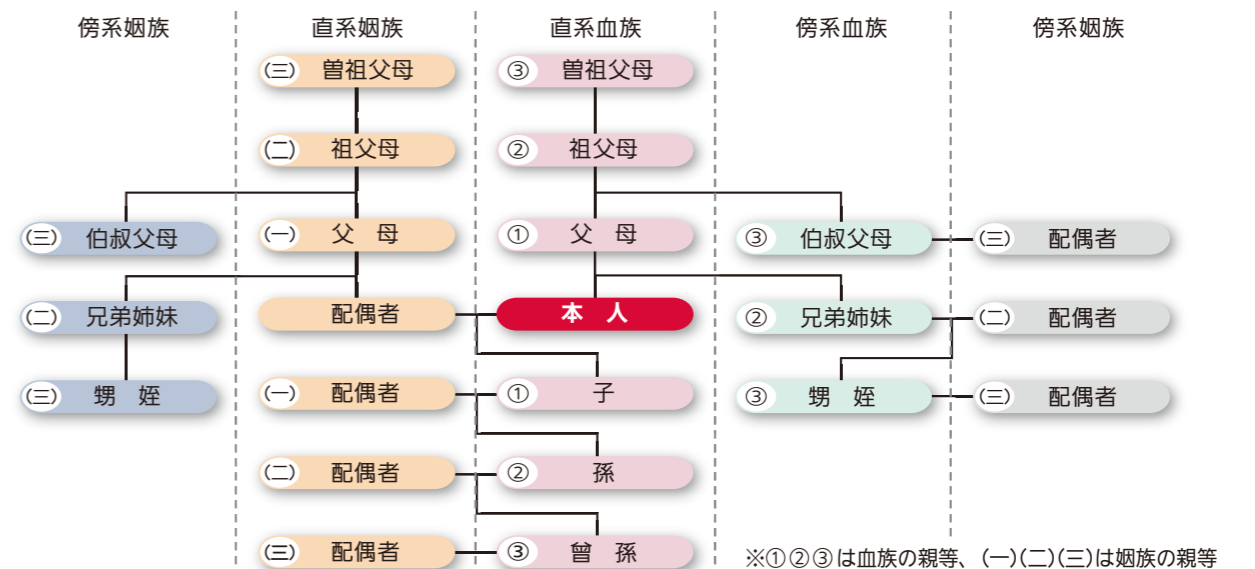 傍系姻族 直系姻族 直系血族 傍系血族 傍系姻族
(三) 曽祖父母 ③ 曽祖父母
(二) 祖父母 ② 祖父母
(三) 伯叔父母 (一) 父 母 ① 父 母 ③ 伯叔父母 (三) 配偶者
(二) 兄弟姉妹 配偶者 本 人 ② 兄弟姉妹 (二) 配偶者
(三) 甥 姪 (一) 配偶者 ① 子 ③ 甥 姪 (三) 配偶者
(二) 配偶者 ② 孫
(三) 配偶者 ③ 曾 孫
※①②③は血族の親等、(一)(二)(三)は姻族の親等